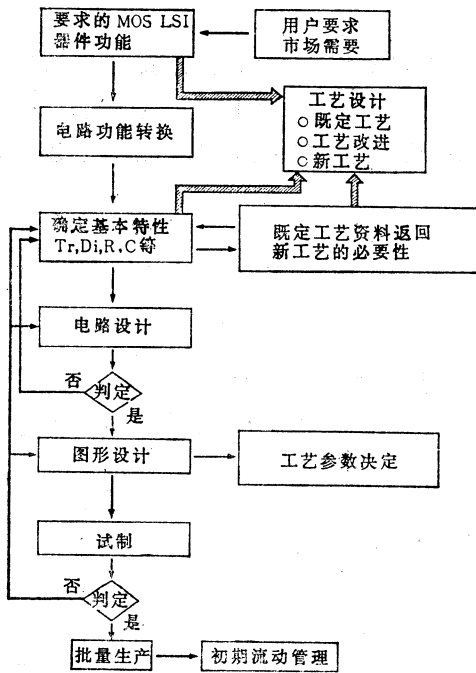 要求的MOS LSI
器件功能
用户要求
市场需要
工艺设计
○既定工艺
○工艺改进
○新工艺
电路功能转换
确定基本特性
Tr,Di,R,C等
既定工艺资料返回
新工艺的必要性
电路设计
否
判定
是
图形设计
工艺参数决定
试制
否
判定
是
批量生产
初期流动管理